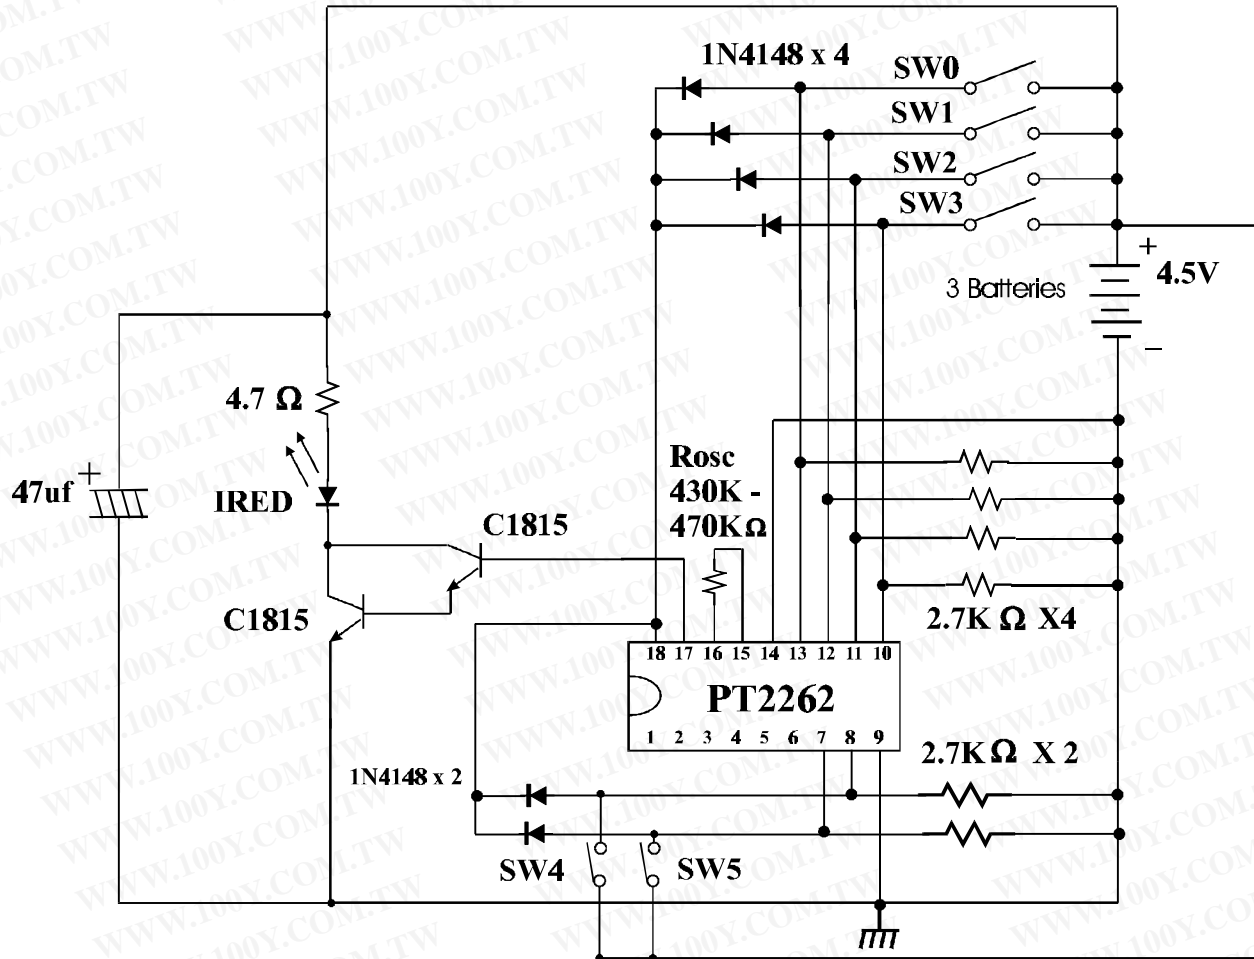 1N4148 x 4
SW0
SW1
SW2
SW3
+
4.5V
3 Batteries
−
4.7 Ω
Rosc
430K -
470KΩ
+
47uf
IRED
C1815
C1815
2.7K Ω X4
18 17 16 15 14 13 12 11 10
PT2262
1 2 3 4 5 6 7 8 9
2.7K Ω X 2
1N4148 x 2
SW4
SW5
WWW.100Y.COM.TW